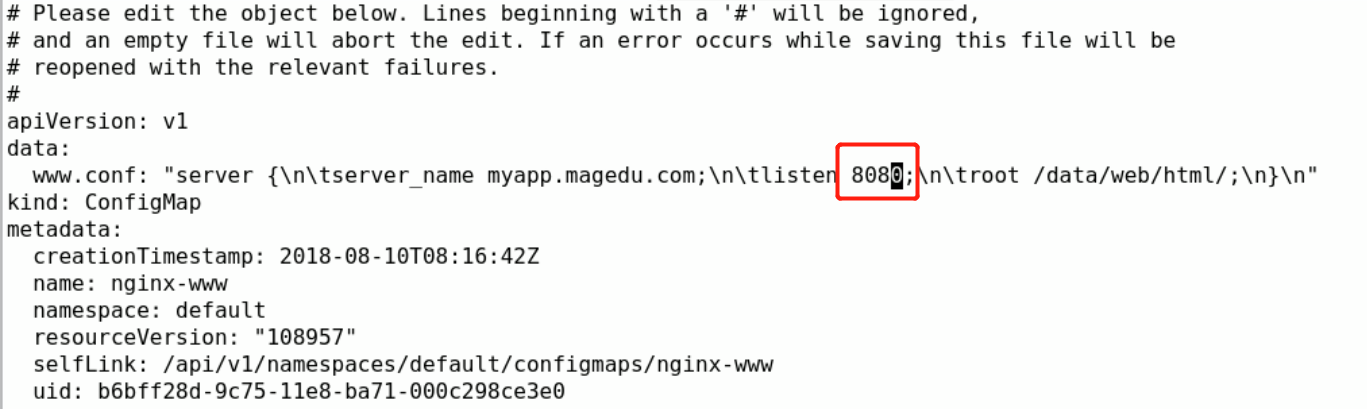 # Please edit the object below. Lines beginning with a '#' will be ignored,
# and an empty file will abort the edit. If an error occurs while saving this file will be
# reopened with the relevant failures.
#
apiVersion: v1
data:
  www.conf: "server {\n\tserver_name myapp.magedu.com;\n\tlisten 8080;\n\troot /data/web/html/;\n}\n"
kind: ConfigMap
metadata:
  creationTimestamp: 2018-08-10T08:16:42Z
  name: nginx-www
  namespace: default
  resourceVersion: "108957"
  selfLink: /api/v1/namespaces/default/configmaps/nginx-www
  uid: b6bff28d-9c75-11e8-ba71-000c298ce3e0